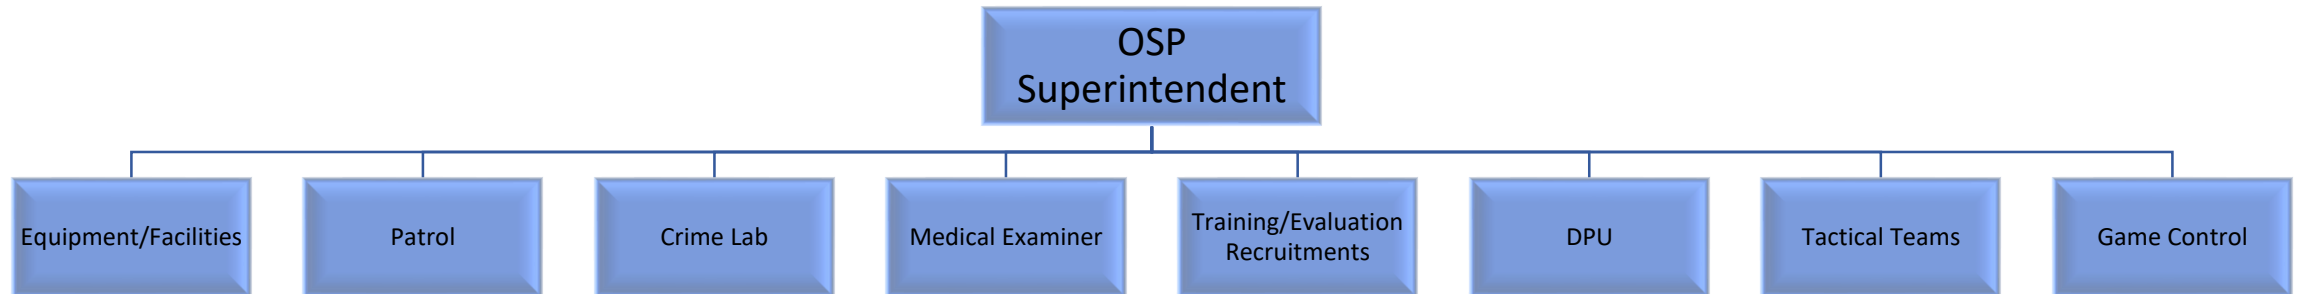 OSP
Superintendent
Equipment/Facilities
Patrol
Crime Lab
Medical Examiner
Training/Evaluation
Recruitments
DPU
Tactical Teams
Game Control